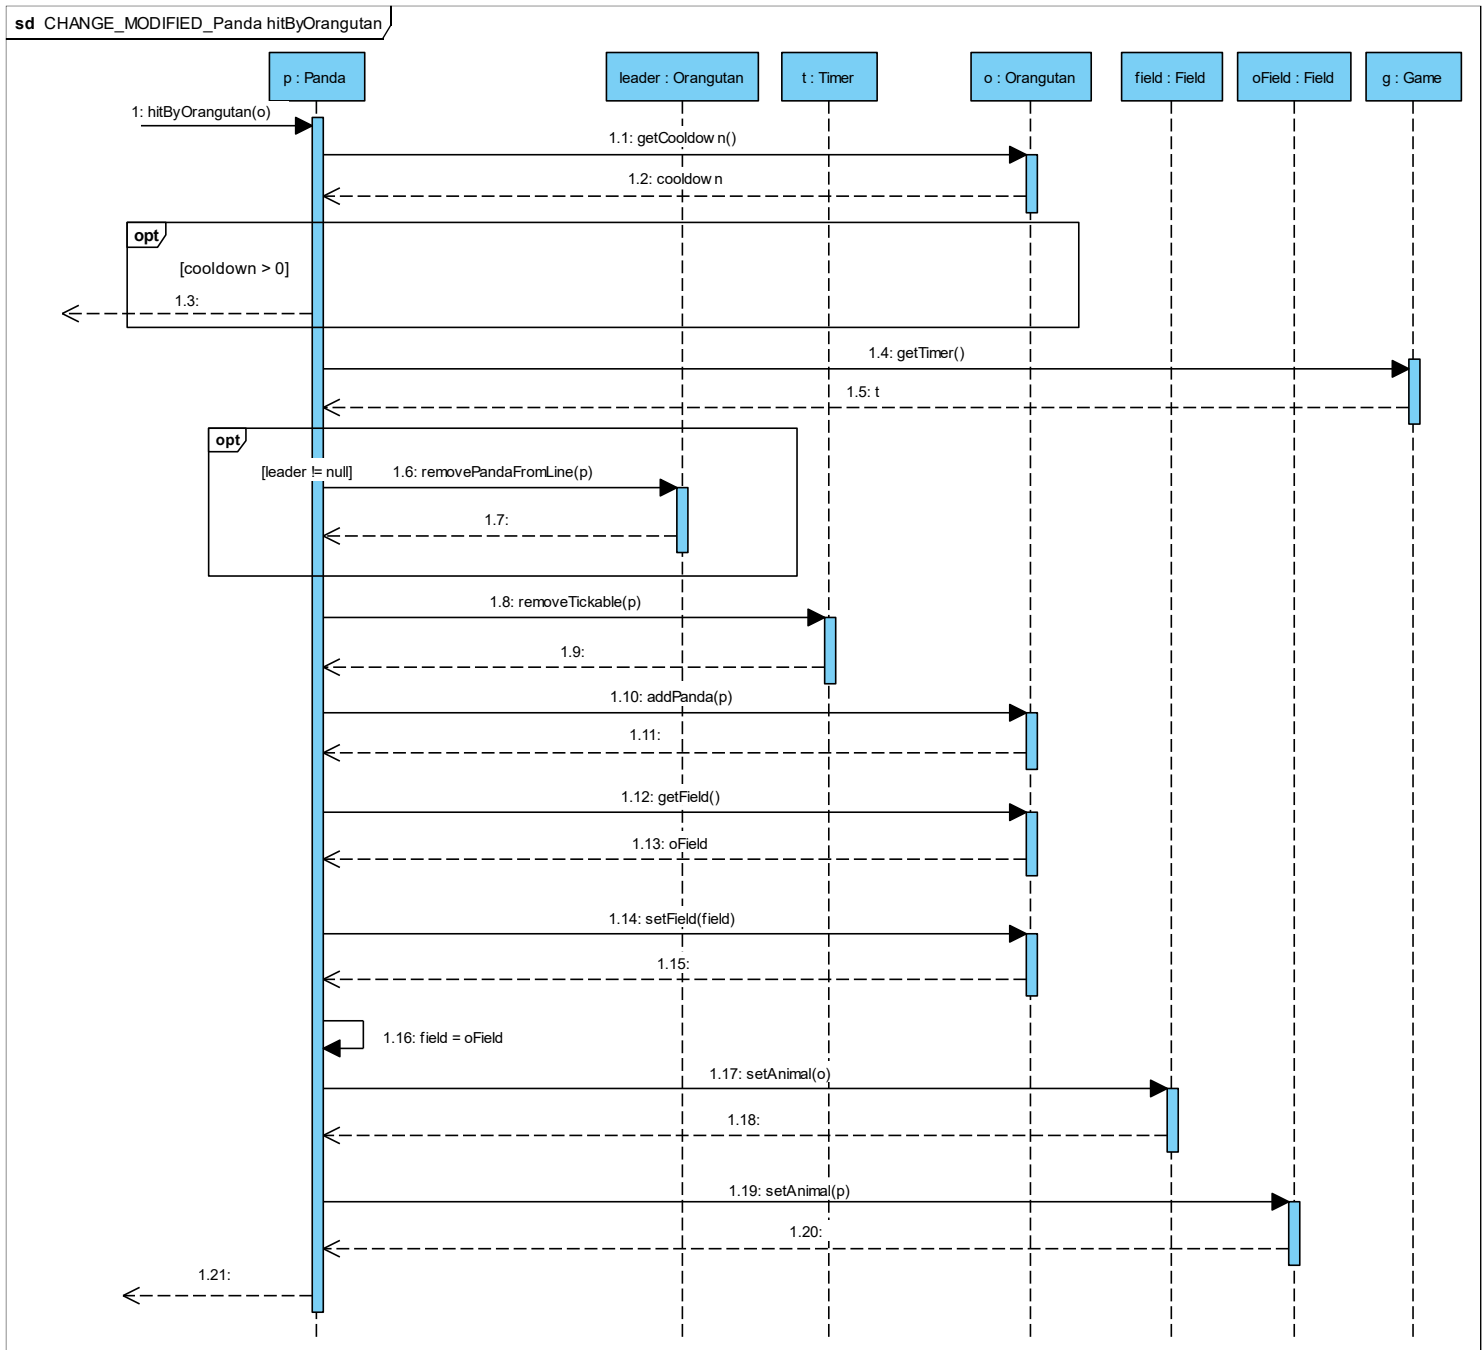 sd CHANGE_MODIFIED_Panda hitByOrangutan
p : Panda
leader : Orangutan
t : Timer
o : Orangutan
field : Field
oField : Field
g : Game
1: hitByOrangutan(o)
1.1: getCooldown()
1.2: cooldown
opt
[cooldown > 0]
1.3:
1.4: getTimer()
1.5: t
opt
[leader != null]
1.6: removePandaFromLine(p)
1.7:
1.8: removeTickable(p)
1.9:
1.10: addPanda(p)
1.11:
1.12: getField()
1.13: oField
1.14: setField(field)
1.15:
1.16: field = oField
1.17: setAnimal(o)
1.18:
1.19: setAnimal(p)
1.20:
1.21: